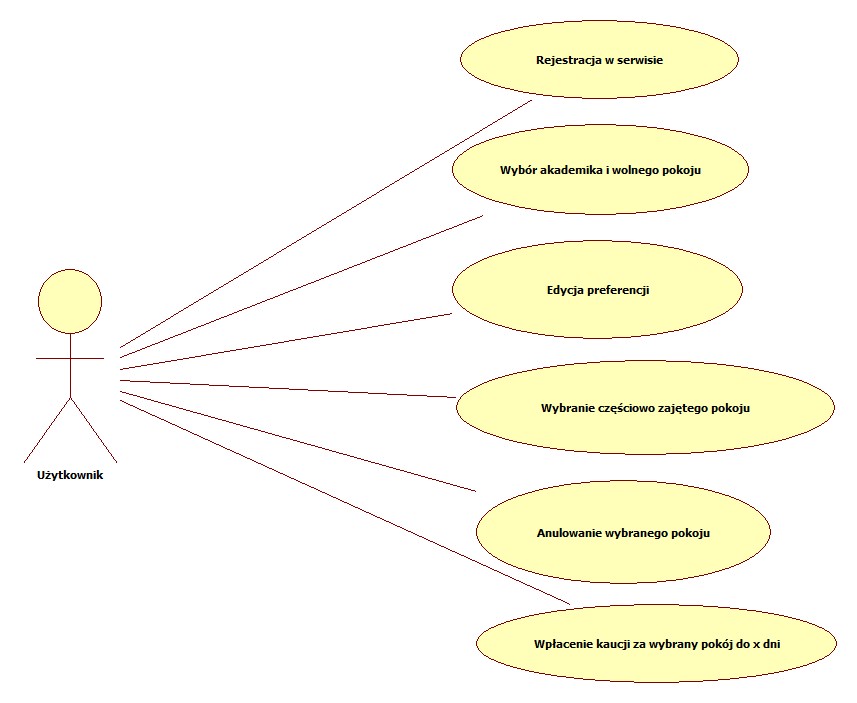 Rejestracja w serwisie
Wybór akademika i wolnego pokoju
Edycja preferencji
Wybranie częściowo zajętego pokoju
Użytkownik
Anulowanie wybranego pokoju
Wpłacenie kaucji za wybrany pokój do x dni